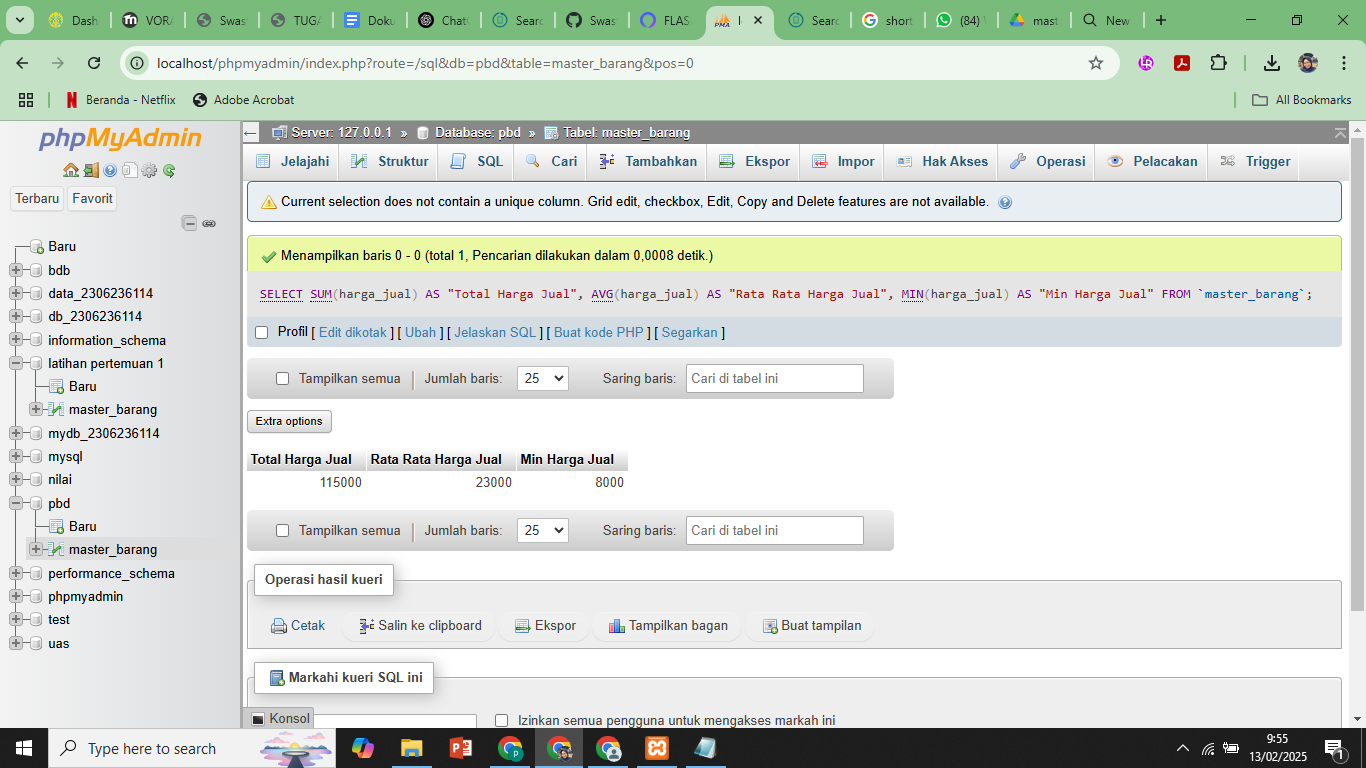 Dash
VORA
Swas
TUGA
Doku
Chat
Searc
Swas
FLAS
PMA
Searc
short
(84)
mast
New
localhost/phpmyadmin/index.php?route=/sql&db=pbd&table=master_barang&pos=0
Beranda - Netflix
Adobe Acrobat
All Bookmarks
phpMyAdmin
Terbaru
Favorit
Baru
bdb
data_2306236114
db_2306236114
information_schema
latihan pertemuan 1
Baru
master_barang
mydb_2306236114
mysql
nilai
pbd
Baru
master_barang
performance_schema
phpmyadmin
test
uas
Server: 127.0.0.1 » Database: pbd » Tabel: master_barang
Jelajahi Struktur SQL Cari Tambahkan Ekspor Impor Hak Akses Operasi Pelacakan Trigger
Current selection does not contain a unique column. Grid edit, checkbox, Edit, Copy and Delete features are not available.
Menampilkan baris 0 - 0 (total 1, Pencarian dilakukan dalam 0,0008 detik.)
SELECT SUM(harga_jual) AS "Total Harga Jual", AVG(harga_jual) AS "Rata Rata Harga Jual", MIN(harga_jual) AS "Min Harga Jual" FROM `master_barang`;
Profil [ Edit dikotak ] [ Ubah ] [ Jelaskan SQL ] [ Buat kode PHP ] [ Segarkan ]
Tampilkan semua | Jumlah baris: 25 Saring baris: Cari di tabel ini
Extra options
Total Harga Jual Rata Rata Harga Jual Min Harga Jual
115000 23000 8000
Tampilkan semua | Jumlah baris: 25 Saring baris: Cari di tabel ini
Operasi hasil kueri
Cetak Salin ke clipboard Ekspor Tampilkan bagan Buat tampilan
Markahi kueri SQL ini
Konsol
Izinkan semua pengguna untuk mengakses markah ini
Type here to search
9:55
13/02/2025
1